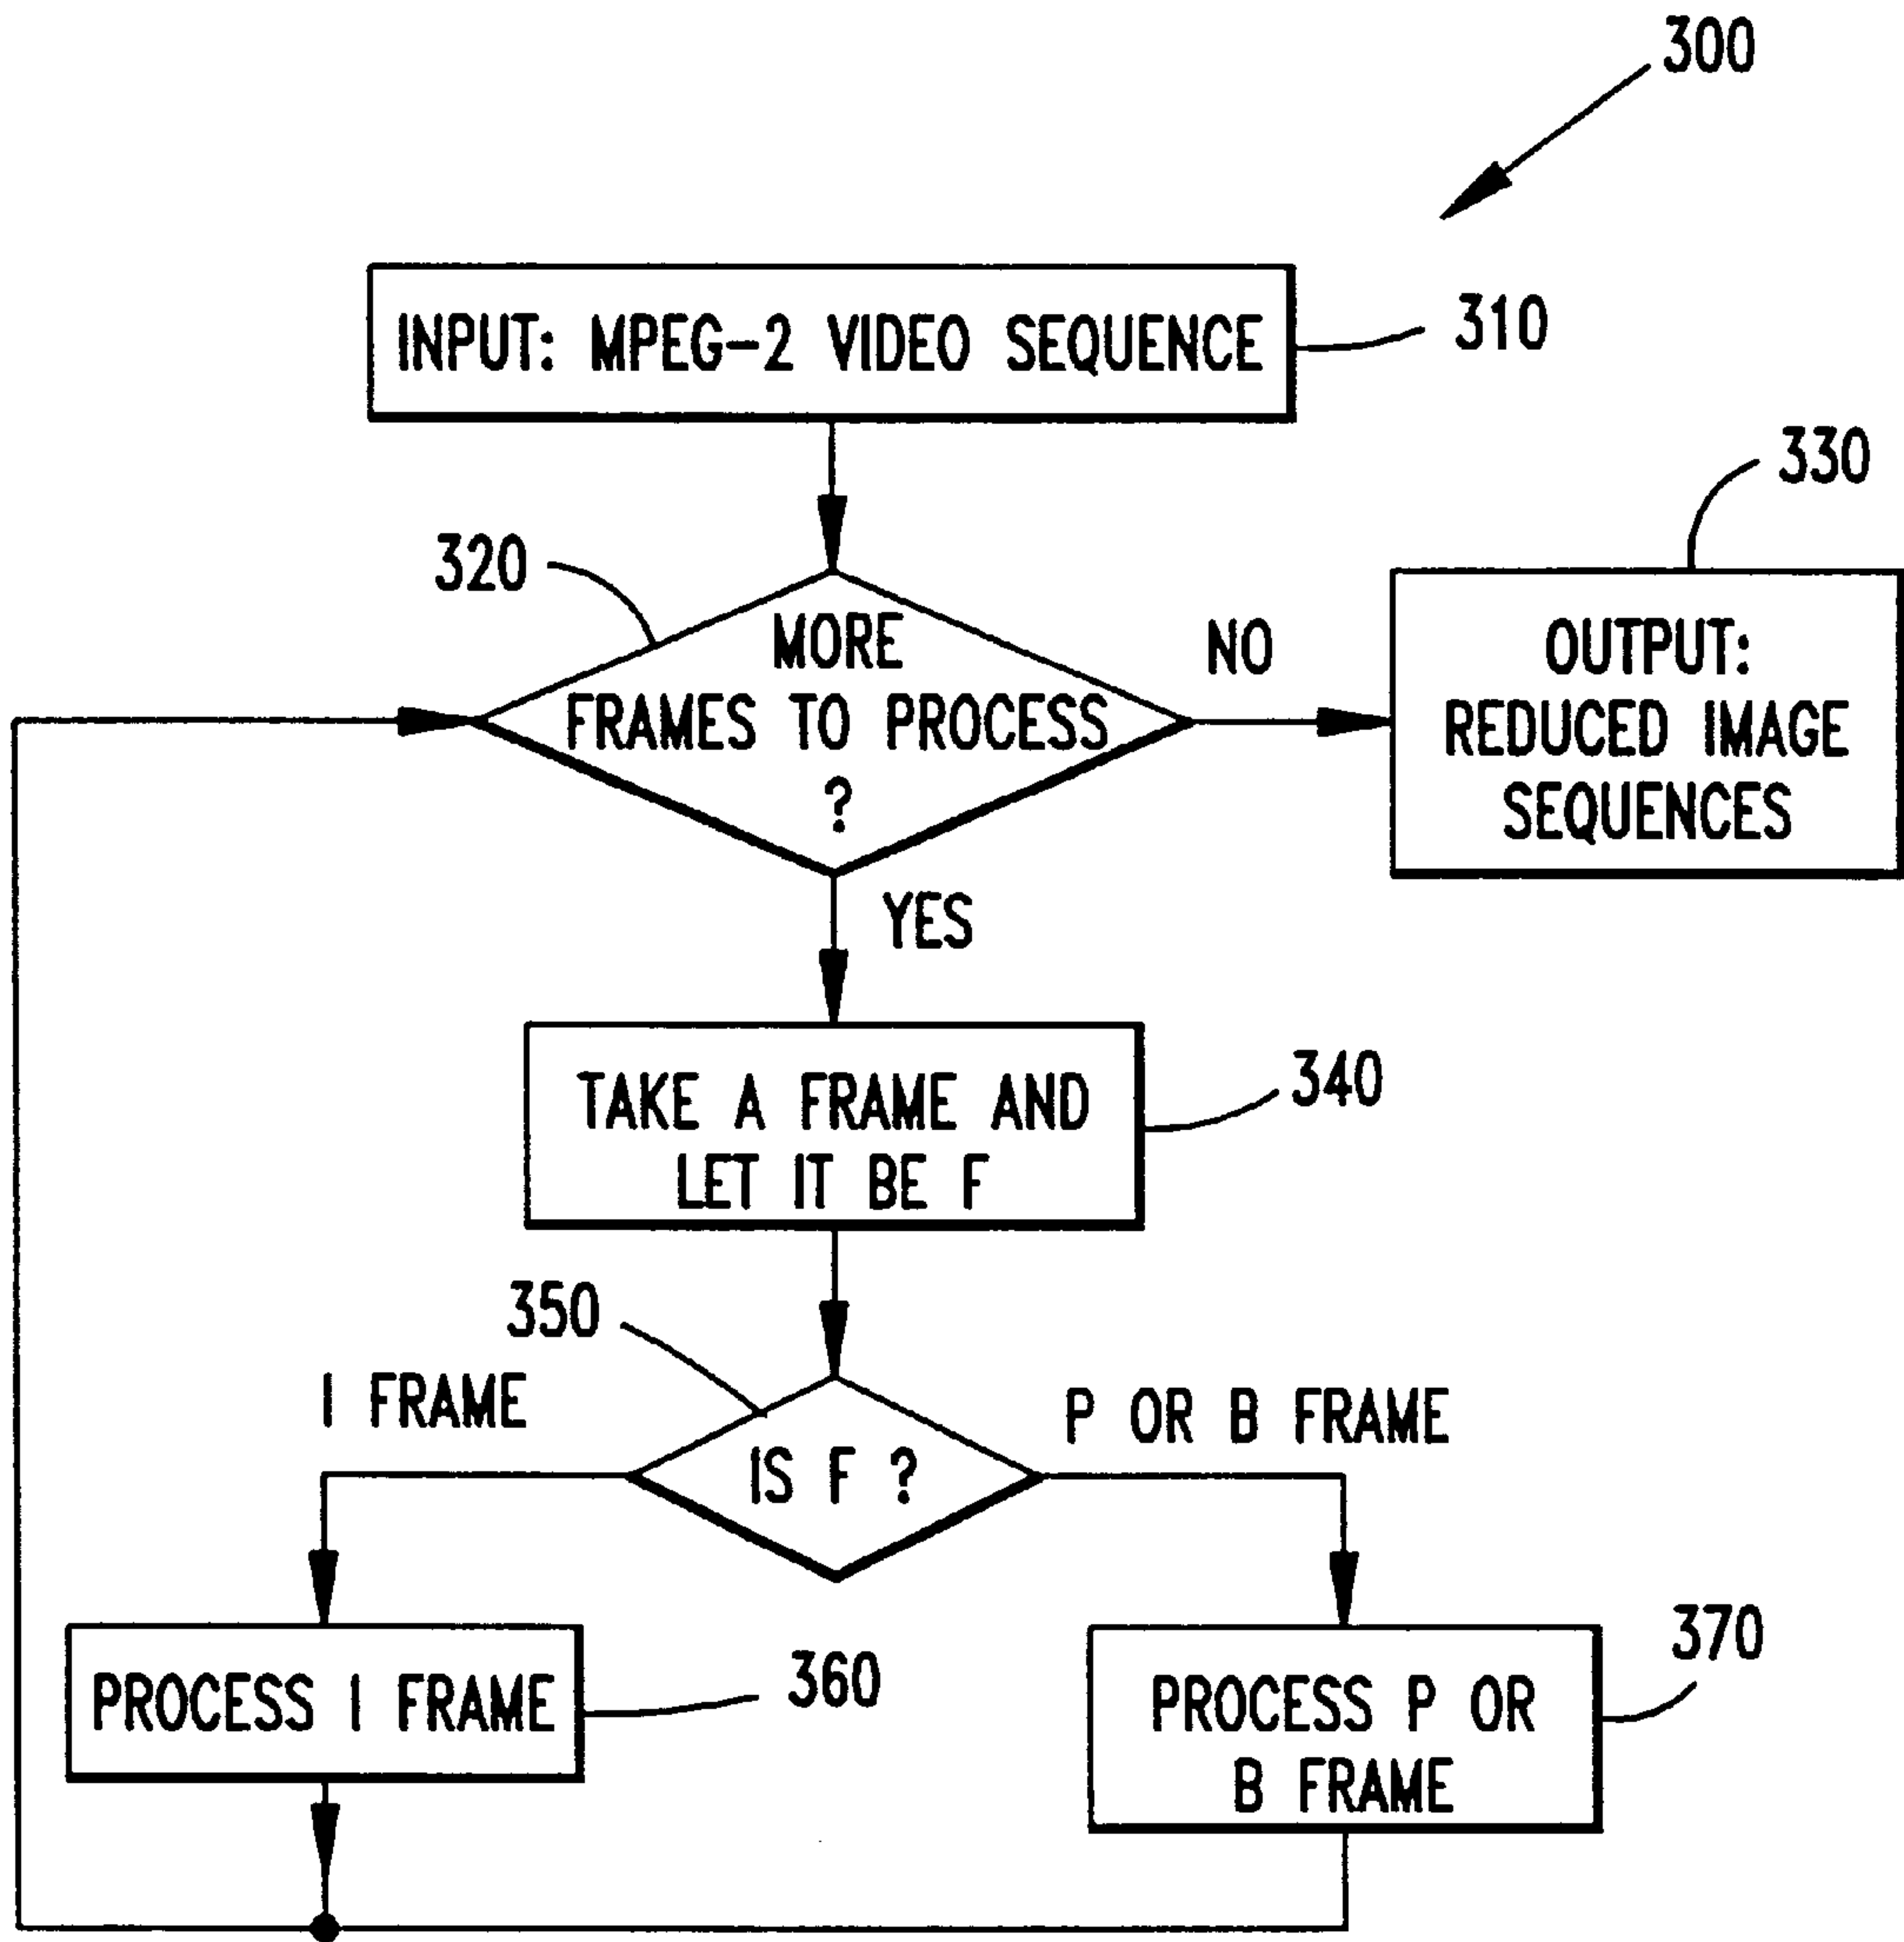 300
INPUT: MPEG-2 VIDEO SEQUENCE
310
320
MORE
FRAMES TO PROCESS
?
NO
330
OUTPUT:
REDUCED IMAGE
SEQUENCES
YES
TAKE A FRAME AND
LET IT BE F
340
350
I FRAME
IS F ?
P OR B FRAME
PROCESS I FRAME
360
PROCESS P OR
B FRAME
370